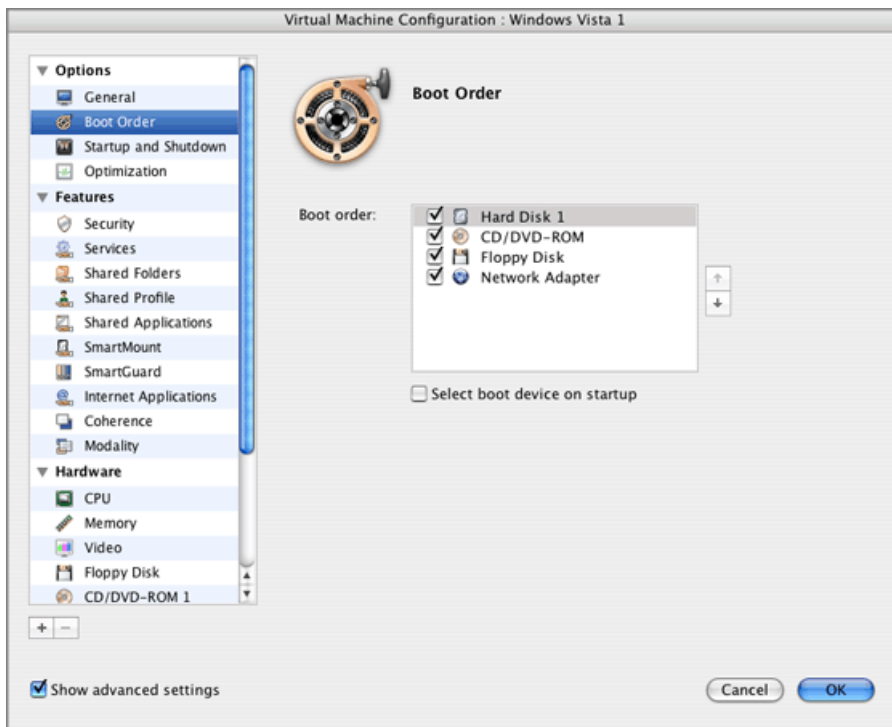 Virtual Machine Configuration : Windows Vista 1
Options
General
Boot Order
Startup and Shutdown
Optimization
Features
Security
Services
Shared Folders
Shared Profile
Shared Applications
SmartMount
SmartGuard
Internet Applications
Coherence
Modality
Hardware
CPU
Memory
Video
Floppy Disk
CD/DVD-ROM 1
+ −
Show advanced settings
Boot Order
Boot order:
Hard Disk 1
CD/DVD-ROM
Floppy Disk
Network Adapter
Select boot device on startup
Cancel
OK